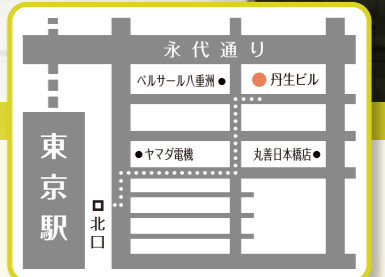 永代通り
ベルサール八重洲
丹生ビル
東京駅
ヤマダ電機
丸善日本橋店
北口